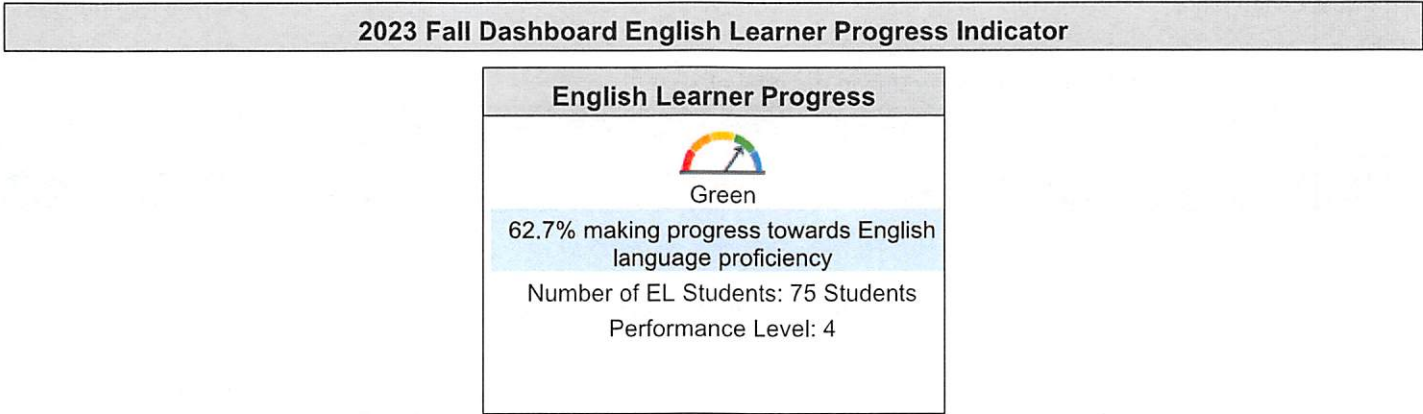 2023 Fall Dashboard English Learner Progress Indicator
English Learner Progress
Green
62.7% making progress towards English
language proficiency
Number of EL Students: 75 Students
Performance Level: 4